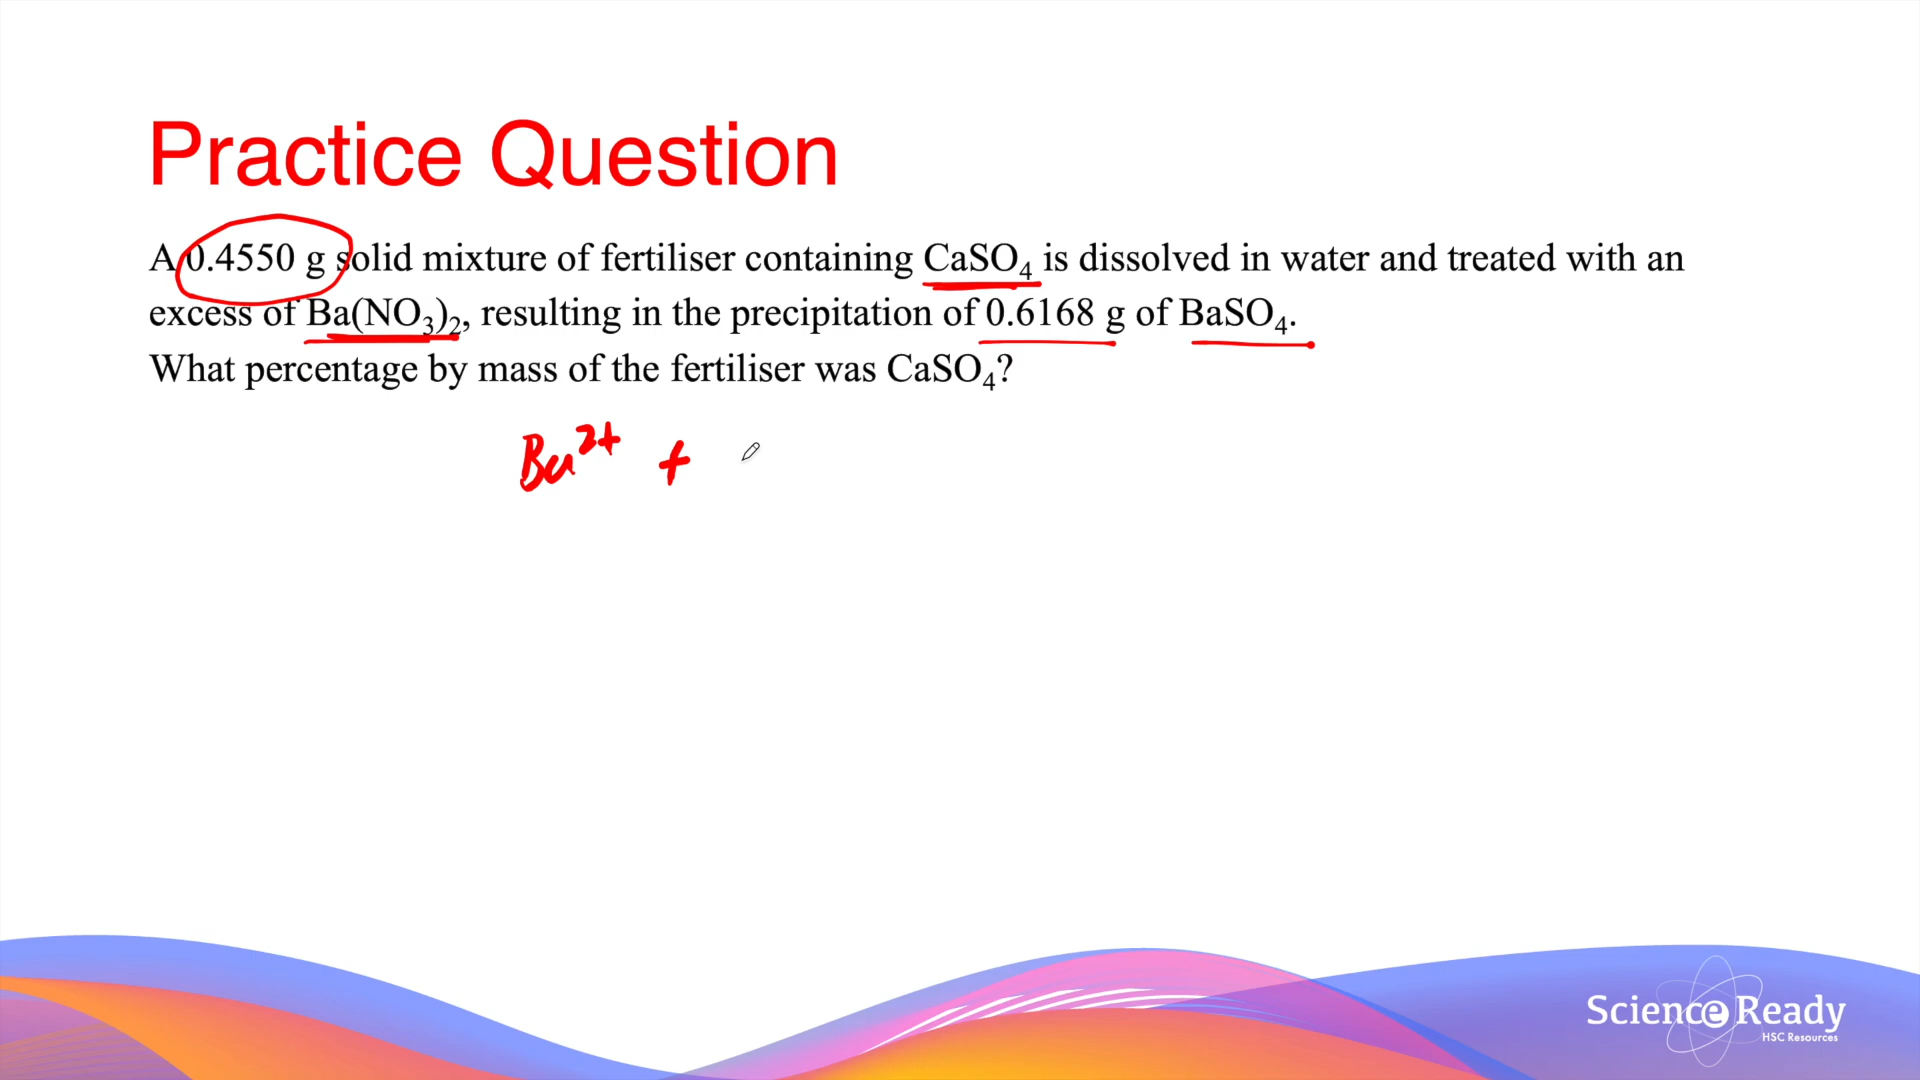 Practice Question
A 0.4550 g solid mixture of fertiliser containing CaSO₄ is dissolved in water and treated with an
excess of Ba(NO₃)₂, resulting in the precipitation of 0.6168 g of BaSO₄.
What percentage by mass of the fertiliser was CaSO₄?
Ba²⁺ +
Science Ready
HSC Resources